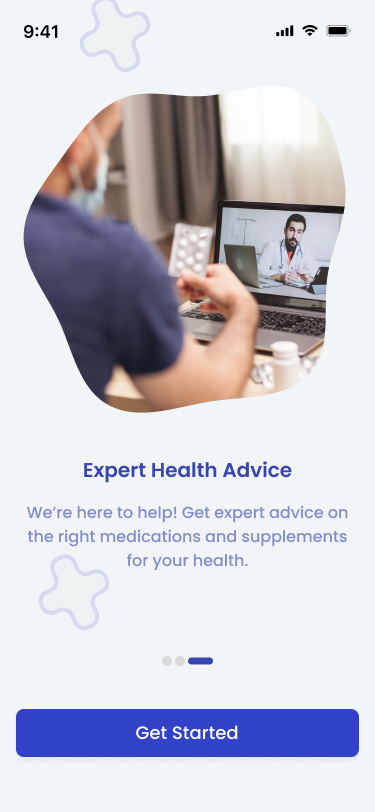 9:41
Expert Health Advice
We’re here to help! Get expert advice on
the right medications and supplements
for your health.
Get Started